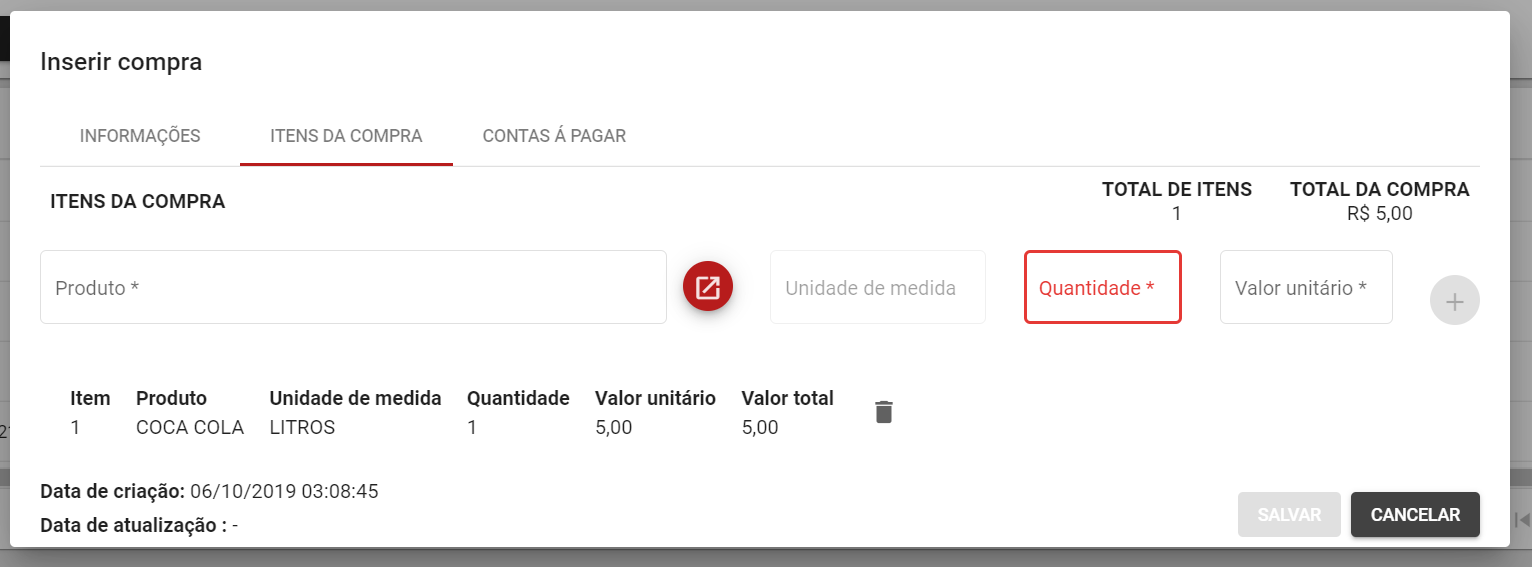 Inserir compra
INFORMAÇÕES ITENS DA COMPRA CONTAS Á PAGAR
ITENS DA COMPRA
TOTAL DE ITENS TOTAL DA COMPRA
1 R$ 5,00
Produto * Unidade de medida Quantidade * Valor unitário *
Item Produto Unidade de medida Quantidade Valor unitário Valor total
1 COCA COLA LITROS 1 5,00 5,00
Data de criação: 06/10/2019 03:08:45
Data de atualização : -
SALVAR CANCELAR